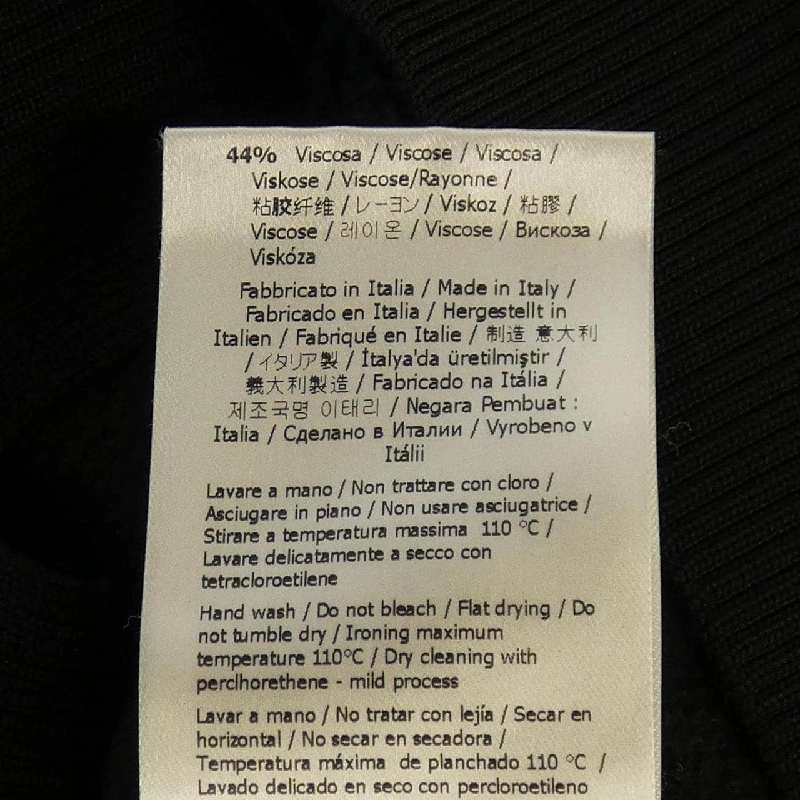 44% Viscosa / Viscose / Viscosa /
Viskose / Viscose/Rayonne /
粘胶纤维 / レーヨン / Viskoz / 粘膠 /
Viscose / 레이온 / Viscose / Вискоза /
Viskóza
Fabbricato in Italia / Made in Italy /
Fabricado en Italia / Hergestellt in
Italien / Fabriqué en Italie / 制造 意大利
/ イタリア製 / İtalya'da üretilmiştir /
義大利製造 / Fabricado na Itália /
제조국명 이태리 / Negara Pembuat :
Italia / Сделано в Италии / Vyrobeno v
Itálii
Lavare a mano / Non trattare con cloro /
Asciugare in piano / Non usare asciugatrice /
Stirare a temperatura massima 110 °C /
Lavare delicatamente a secco con
tetracloroetilene
Hand wash / Do not bleach / Flat drying / Do
not tumble dry / Ironing maximum
temperature 110°C / Dry cleaning with
perclhorethene - mild process
Lavar a mano / No tratar con lejía / Secar en
horizontal / No secar en secadora /
Temperatura máxima de planchado 110 °C /
Lavado delicado en seco con percloroetileno